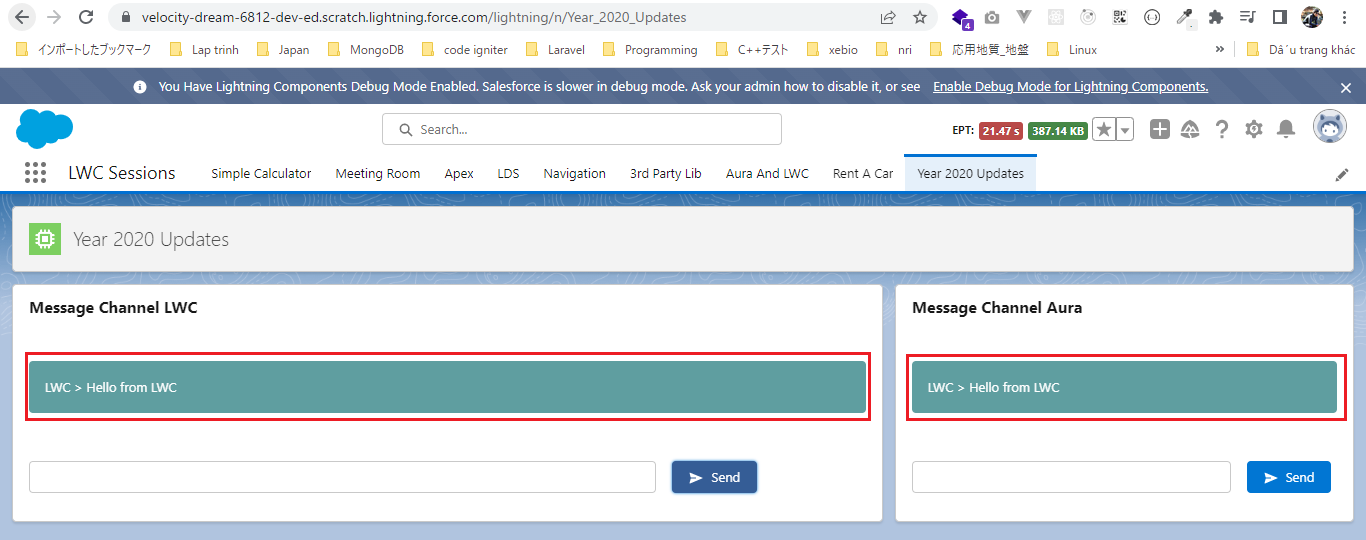 velocity-dream-6812-dev-ed.scratch.lightning.force.com/lightning/n/Year_2020_Updates
4
インポートしたブックマーク Lap trinh Japan MongoDB code igniter Laravel Programming C++テスト xebio nri 応用地質_地盤 Linux » Dấu trang khác
You Have Lightning Components Debug Mode Enabled. Salesforce is slower in debug mode. Ask your admin how to disable it, or see Enable Debug Mode for Lightning Components.
Search... EPT: 21.47 s 387.14 KB
LWC Sessions Simple Calculator Meeting Room Apex LDS Navigation 3rd Party Lib Aura And LWC Rent A Car Year 2020 Updates
Year 2020 Updates
Message Channel LWC
LWC > Hello from LWC
Send
Message Channel Aura
LWC > Hello from LWC
Send